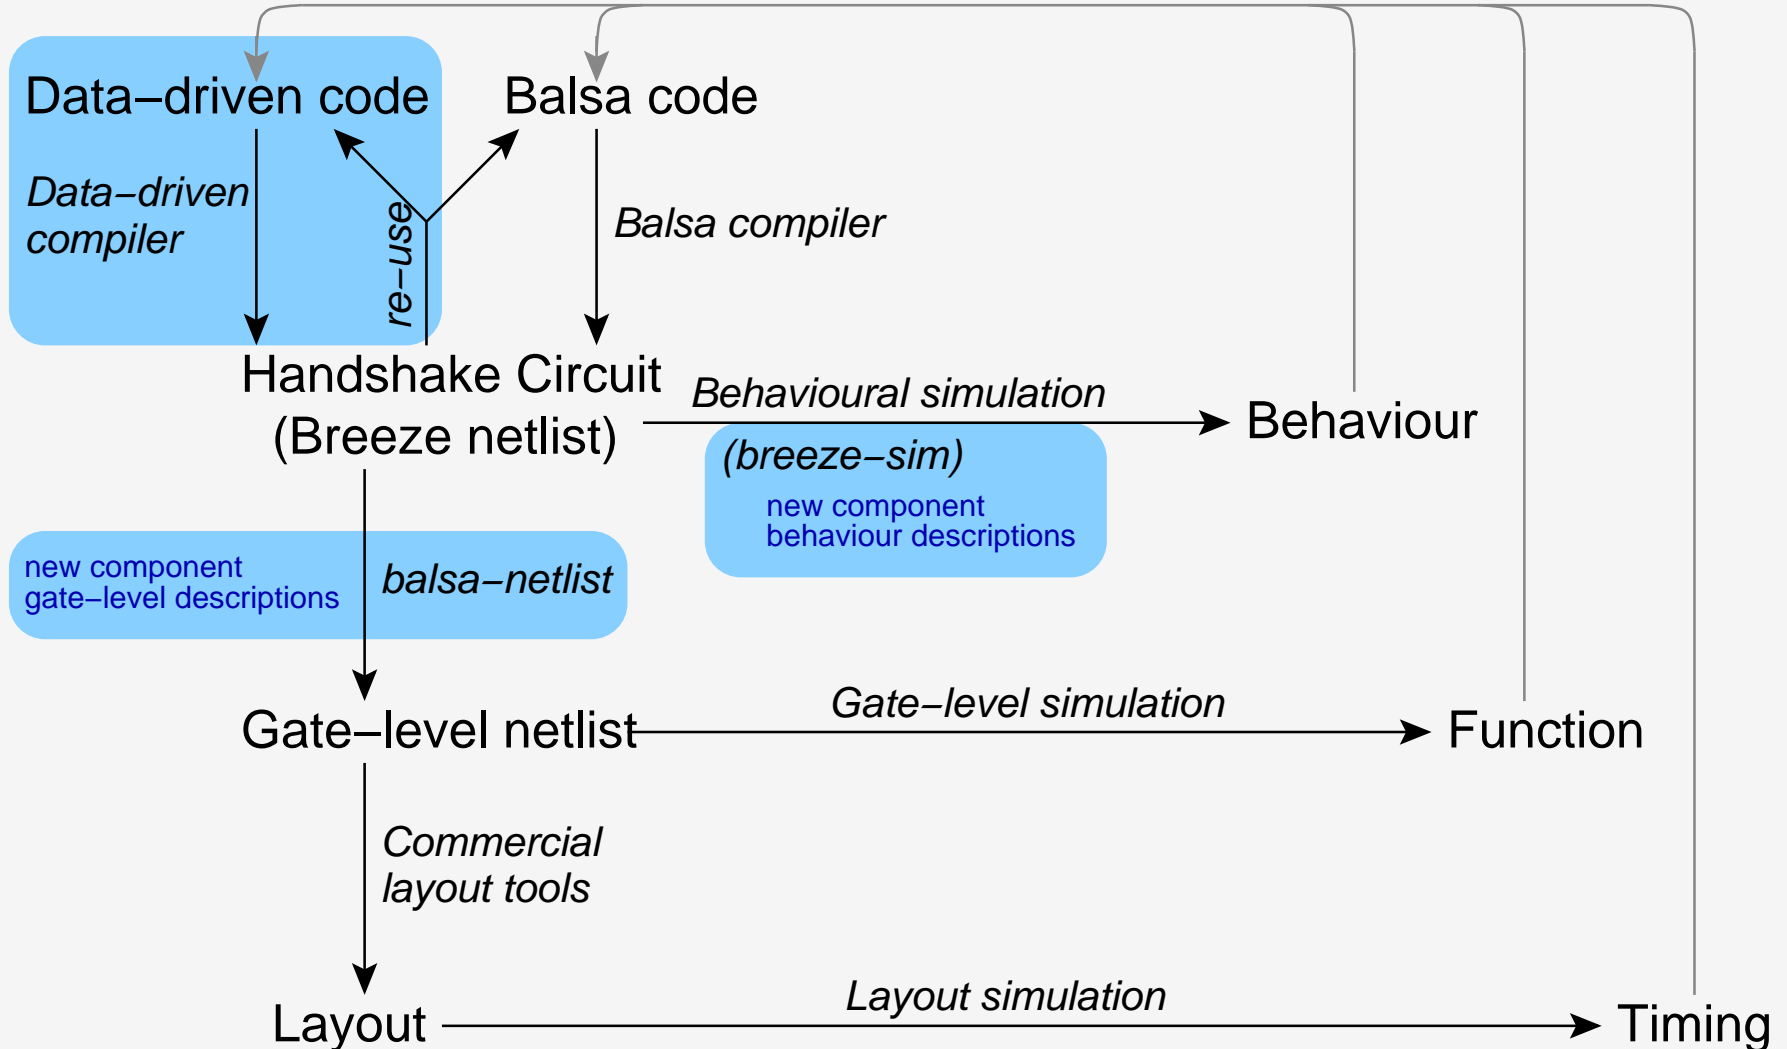 Data–driven code
Balsa code
Data–driven
compiler
re–use
Balsa compiler
Handshake Circuit
(Breeze netlist)
Behavioural simulation
(breeze–sim)
new component
behaviour descriptions
Behaviour
new component
gate–level descriptions
balsa–netlist
Gate–level netlist
Gate–level simulation
Function
Commercial
layout tools
Layout
Layout simulation
Timing